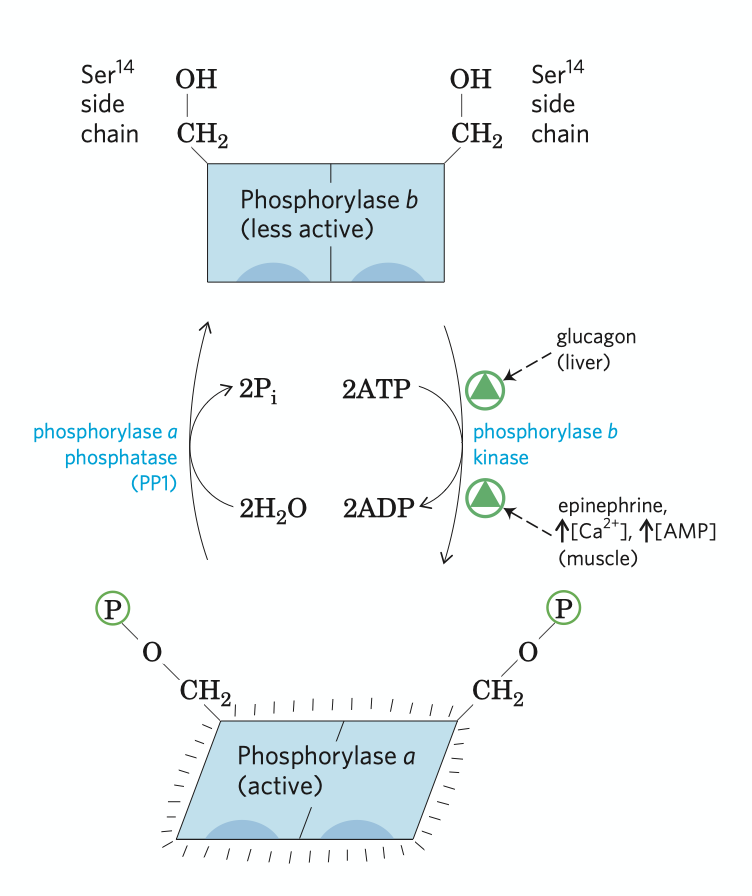 Ser¹⁴
side
chain
OH
CH₂
OH
CH₂
Ser¹⁴
side
chain
Phosphorylase b
(less active)
glucagon
(liver)
2Pᵢ
2ATP
phosphorylase a
phosphatase
(PP1)
phosphorylase b
kinase
2H₂O
2ADP
epinephrine,
↑[Ca²⁺], ↑[AMP]
(muscle)
P
O
CH₂
P
O
CH₂
Phosphorylase a
(active)